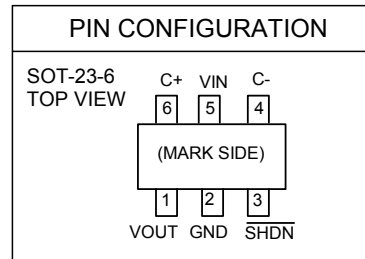 PIN CONFIGURATION
SOT-23-6
TOP VIEW
C+ VIN C-
6 5 4
(MARK SIDE)
1 2 3
VOUT GND SHDN